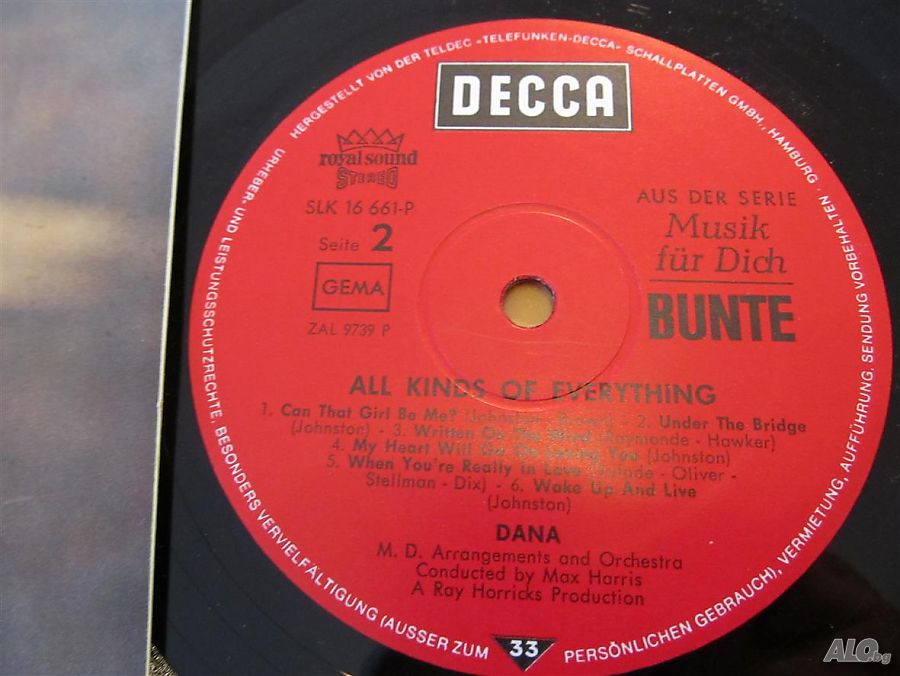 HERGESTELLT VON DER TELDEC »TELEFUNKEN-DECCA« SCHALLPLATTEN GMBH., HAMBURG · VERMIETUNG, AUFFÜHRUNG, SENDUNG VORBEHALTEN
URHEBER- UND LEISTUNGSSCHUTZRECHTE, BESONDERS VERVIELFÄLTIGUNG (AUSSER ZUM PERSÖNLICHEN GEBRAUCH),
DECCA
royal sound
STEREO
SLK 16 661-P
Seite 2
GEMA
ZAL 9739 P
AUS DER SERIE
Musik
für Dich
BUNTE
ALL KINDS OF EVERYTHING
1. Can That Girl Be Me? (Johnston - - 2. Under The Bridge
(Johnston) - 3. Written On The Wind (Raymonde - Hawker)
4. My Heart Will Go On Loving You (Johnston)
5. When You're Really In Love - Oliver -
Stellman - Dix) - 6. Wake Up And Live
(Johnston)
DANA
M. D. Arrangements and Orchestra
Conducted by Max Harris
A Ray Horricks Production
33
ALO.bg